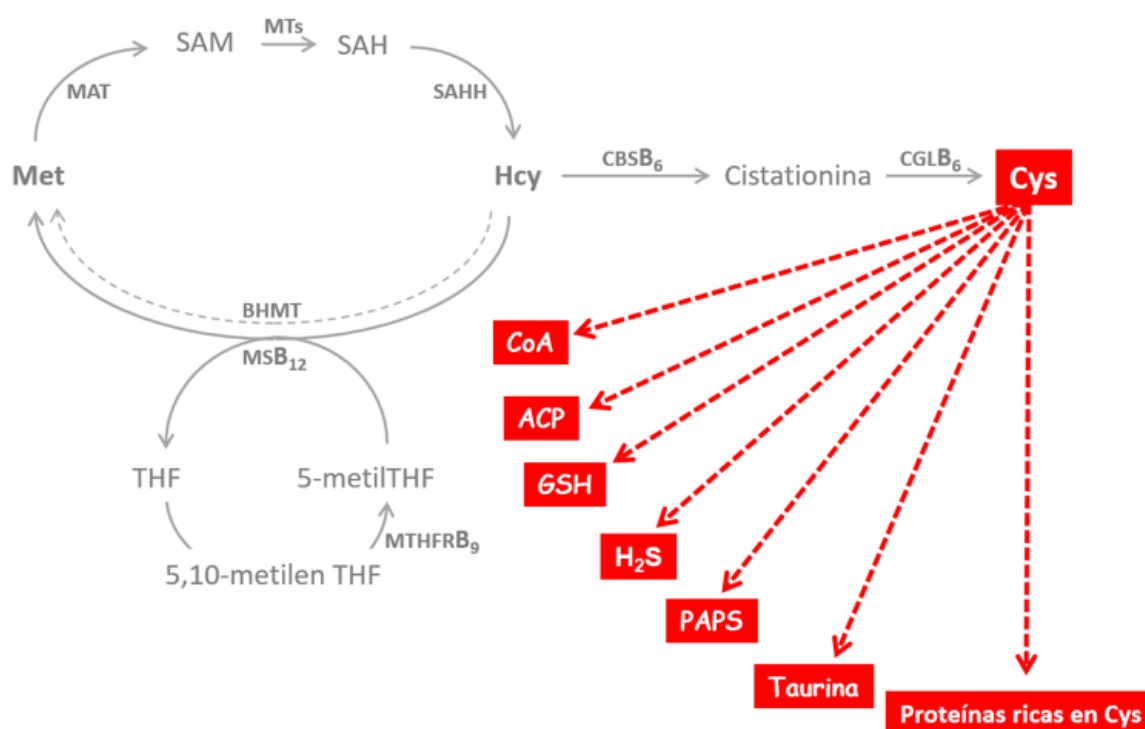 SAM
MTs
SAH
MAT
SAHH
Met
Hcy
CBSB₆
Cistationina
CGLB₆
Cys
BHMT
MSB₁₂
CoA
ACP
THF
5-metilTHF
GSH
MTHFRB₉
5,10-metilen THF
H₂S
PAPS
Taurina
Proteínas ricas en Cys